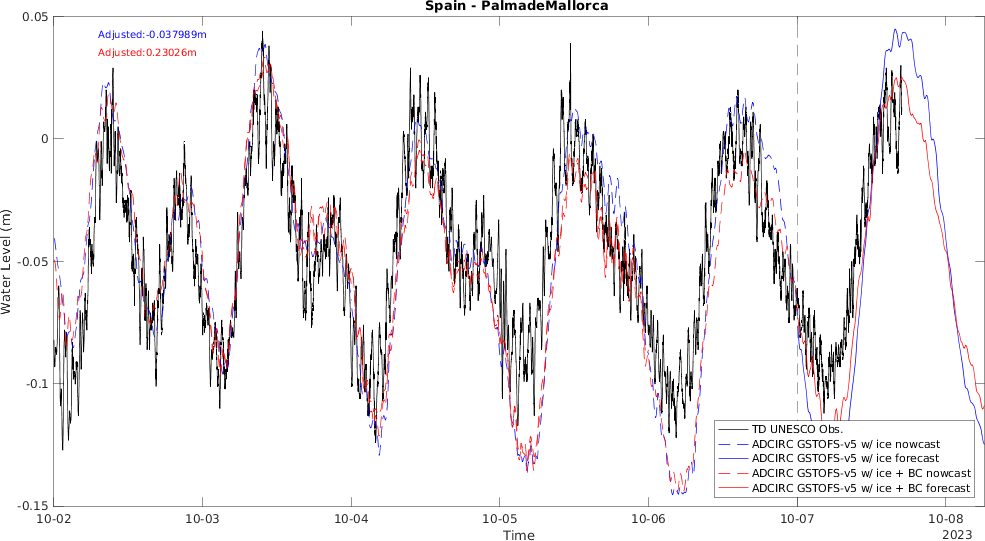 Spain - PalmadeMallorca
Adjusted:-0.037989m
Adjusted:0.23026m
0.05
0
-0.05
-0.1
-0.15
Water Level (m)
10-02
10-03
10-04
10-05
10-06
10-07
10-08
Time
2023
TD UNESCO Obs.
ADCIRC GSTOFS-v5 w/ ice nowcast
ADCIRC GSTOFS-v5 w/ ice forecast
ADCIRC GSTOFS-v5 w/ ice + BC nowcast
ADCIRC GSTOFS-v5 w/ ice + BC forecast